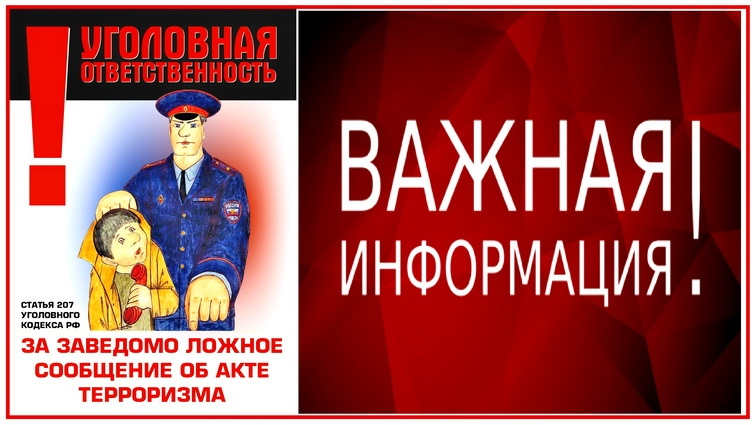 !
УГОЛОВНАЯ
ОТВЕТСТВЕННОСТЬ
СТАТЬЯ 207
УГОЛОВНОГО
КОДЕКСА РФ
ЗА ЗАВЕДОМО ЛОЖНОЕ
СООБЩЕНИЕ ОБ АКТЕ
ТЕРРОРИЗМА
ВАЖНАЯ
ИНФОРМАЦИЯ!